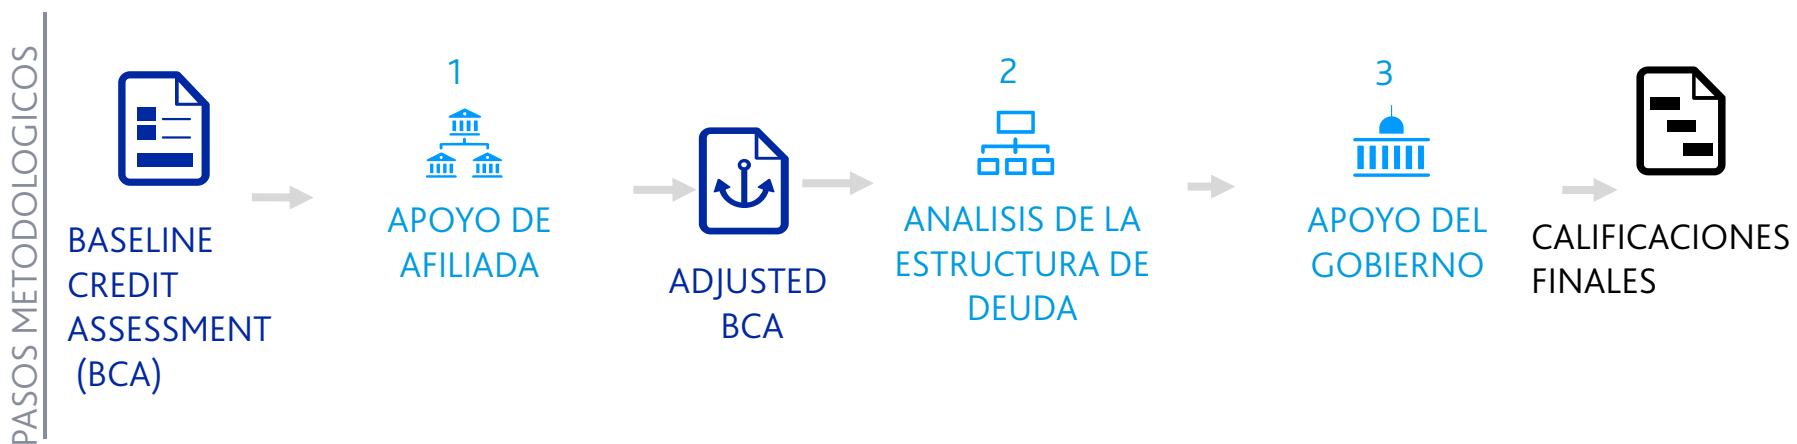 PASOS METODOLOGICOS
BASELINE
CREDIT
ASSESSMENT
(BCA)
1
APOYO DE
AFILIADA
ADJUSTED
BCA
2
ANALISIS DE LA
ESTRUCTURA DE
DEUDA
3
APOYO DEL
GOBIERNO
CALIFICACIONES
FINALES